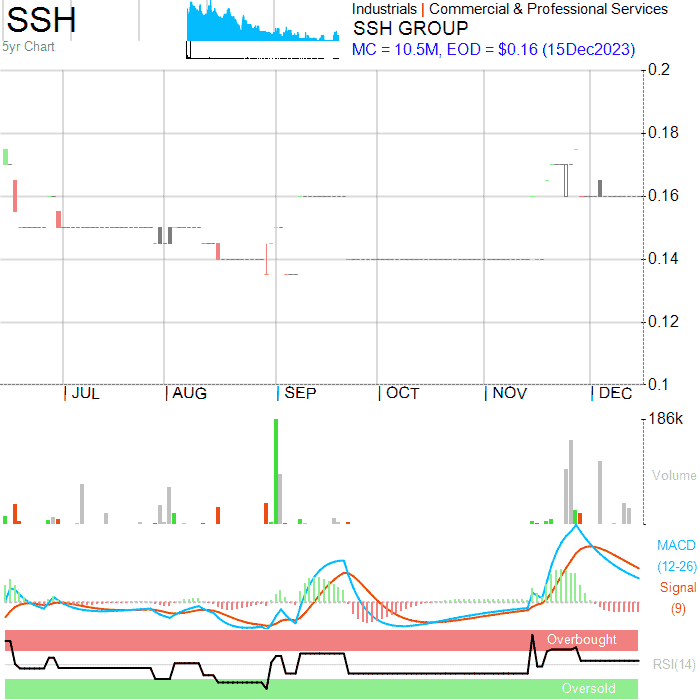 SSH
5yr Chart
Industrials | Commercial & Professional Services
SSH GROUP
MC = 10.5M, EOD = $0.16 (15Dec2023)
0.2
0.18
0.16
0.14
0.12
0.1
| JUL | AUG | SEP | OCT | NOV | DEC
186k
Volume
MACD
(12-26)
Signal
(9)
Overbought
RSI(14)
Oversold